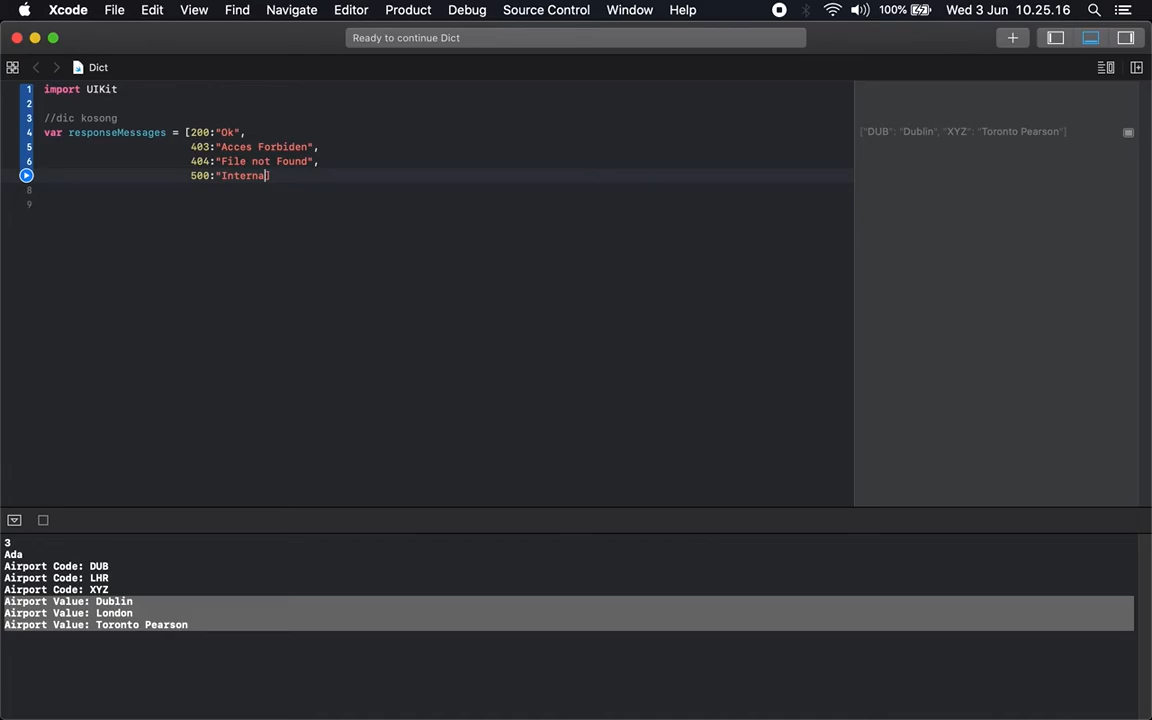 Xcode File Edit View Find Navigate Editor Product Debug Source Control Window Help 100% Wed 3 Jun 10.25.16
Ready to continue Dict
Dict
1 import UIKit
2
3 //dic kosong
4 var responseMessages = [200:"Ok",
5 403:"Acces Forbiden",
6 404:"File not Found",
500:"Interna
8
9
["DUB": "Dublin", "XYZ": "Toronto Pearson"]
3
Ada
Airport Code: DUB
Airport Code: LHR
Airport Code: XYZ
Airport Value: Dublin
Airport Value: London
Airport Value: Toronto Pearson